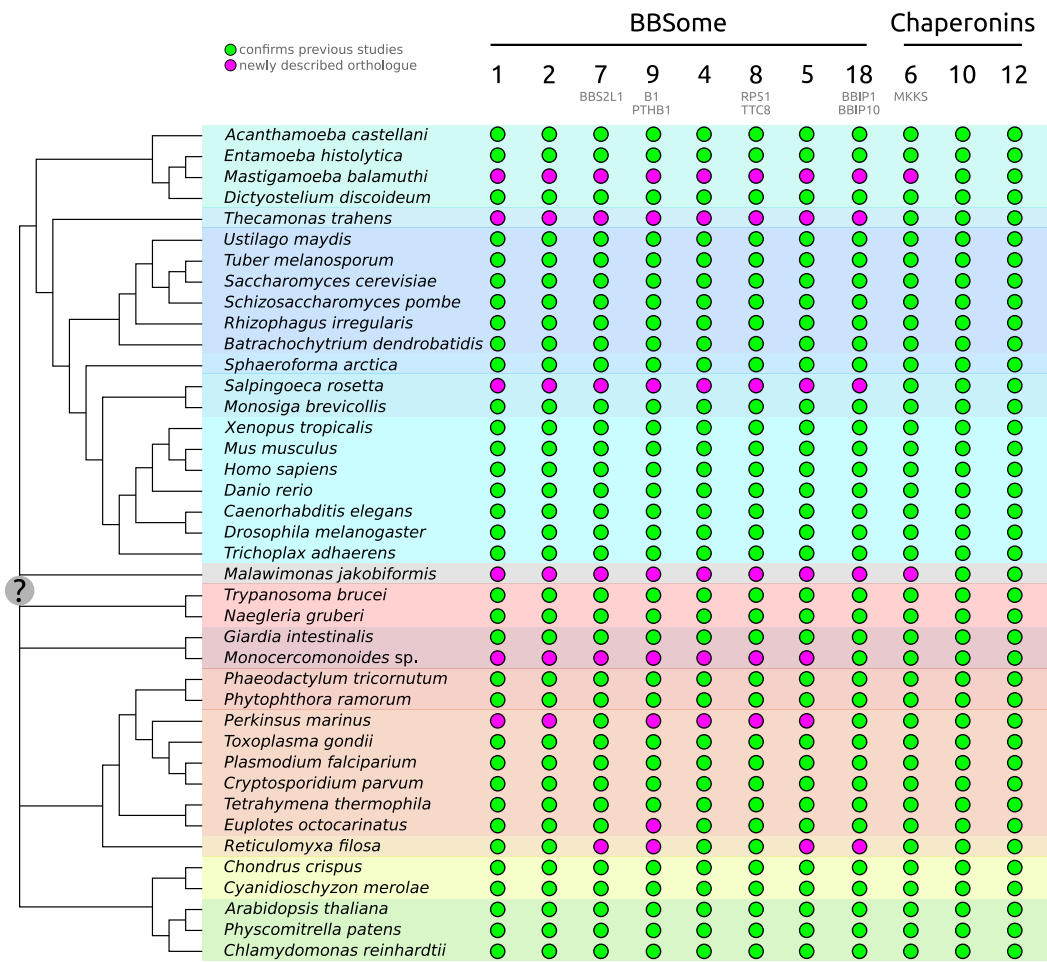 BBSome Chaperonins
confirms previous studies
newly described orthologue
1 2 7 9 4 8 5 18 6 10 12
BBS2L1 B1 RP51 BBIP1 MKKS
PTHB1 TTC8 BBIP10
Acanthamoeba castellani
Entamoeba histolytica
Mastigamoeba balamuthi
Dictyostelium discoideum
Thecamonas trahens
Ustilago maydis
Tuber melanosporum
Saccharomyces cerevisiae
Schizosaccharomyces pombe
Rhizophagus irregularis
Batrachochytrium dendrobatidis
Sphaeroforma arctica
Salpingoeca rosetta
Monosiga brevicollis
Xenopus tropicalis
Mus musculus
Homo sapiens
Danio rerio
Caenorhabditis elegans
Drosophila melanogaster
Trichoplax adhaerens
Malawimonas jakobiformis
?
Trypanosoma brucei
Naegleria gruberi
Giardia intestinalis
Monocercomonoides sp.
Phaeodactylum tricornutum
Phytophthora ramorum
Perkinsus marinus
Toxoplasma gondii
Plasmodium falciparium
Cryptosporidium parvum
Tetrahymena thermophila
Euplotes octocarinatus
Reticulomyxa filosa
Chondrus crispus
Cyanidioschyzon merolae
Arabidopsis thaliana
Physcomitrella patens
Chlamydomonas reinhardtii